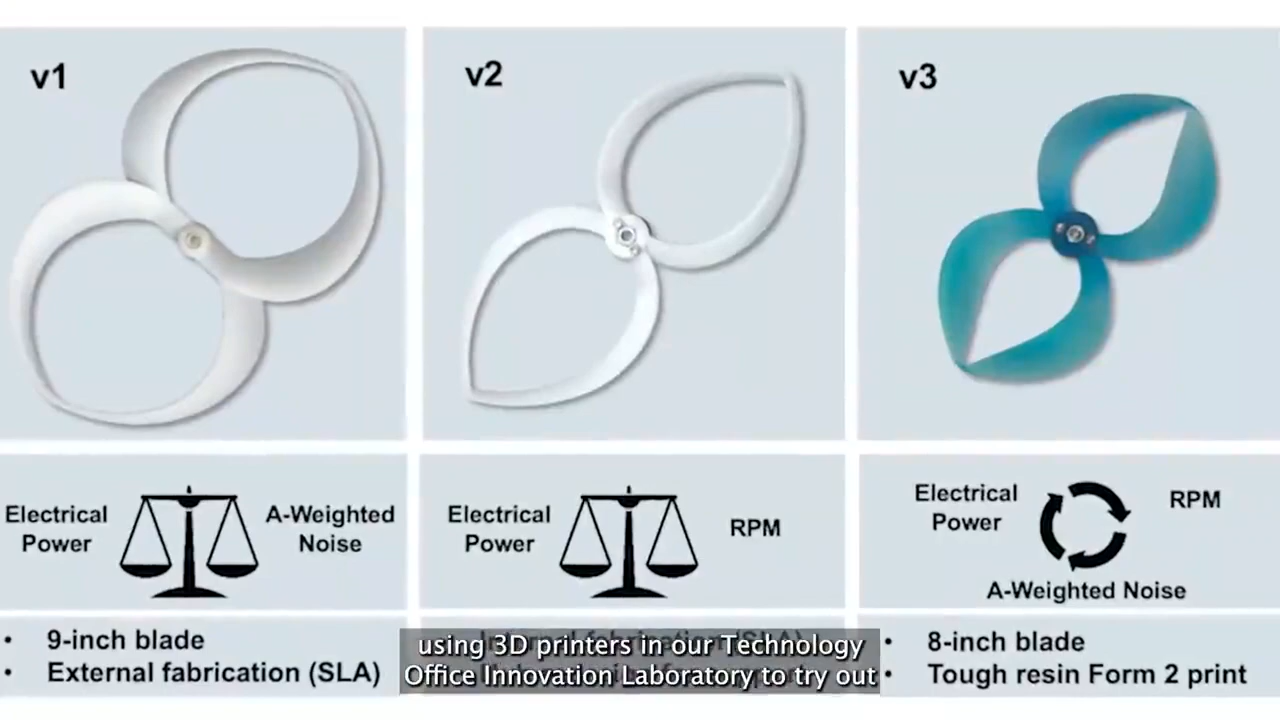 v1
v2
v3
Electrical
Power
A-Weighted
Noise
Electrical
Power
RPM
Electrical
Power
RPM
A-Weighted Noise
• 9-inch blade
• External fabrication (SLA)
• 8-inch blade
• Tough resin Form 2 print
using 3D printers in our Technology
Office Innovation Laboratory to try out